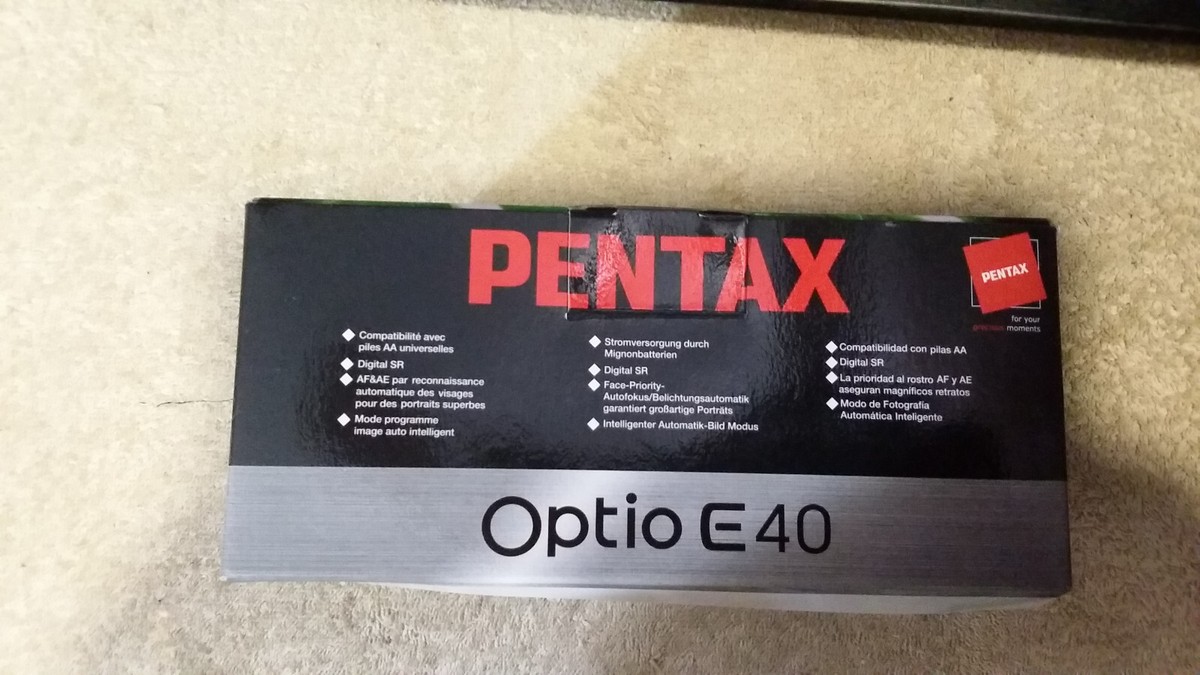 PENTAX
PENTAX
for your
precious moments
◆ Compatibilité avec
piles AA universelles
◆ Digital SR
◆ AF&AE par reconnaissance
automatique des visages
pour des portraits superbes
◆ Mode programme
image auto intelligent
◆ Stromversorgung durch
Mignonbatterien
◆ Digital SR
◆ Face-Priority-
Autofokus/Belichtungsautomatik
garantiert großartige Porträts
◆ Intelligenter Automatik-Bild Modus
◆ Compatibilidad con pilas AA
◆ Digital SR
◆ La prioridad al rostro AF y AE
aseguran magníficos retratos
◆ Modo de Fotografía
Automática Inteligente
Optio E40